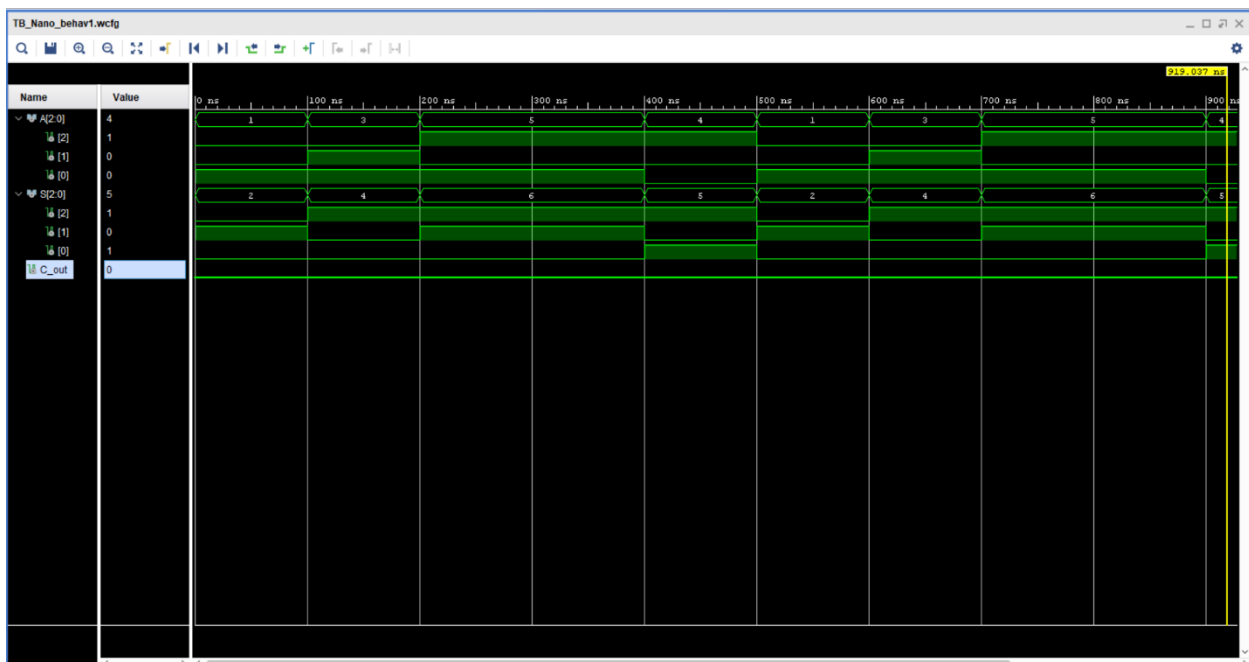 TB_Nano_behav1.wcfg
919.037 ns
Name Value
0 ns 100 ns 200 ns 300 ns 400 ns 500 ns 600 ns 700 ns 800 ns 900 ns
A[2:0] 4 1 3 5 4 1 3 5 4
[2] 1
[1] 0
[0] 0
S[2:0] 5 2 4 6 5 2 4 6 5
[2] 1
[1] 0
[0] 1
C_out 0